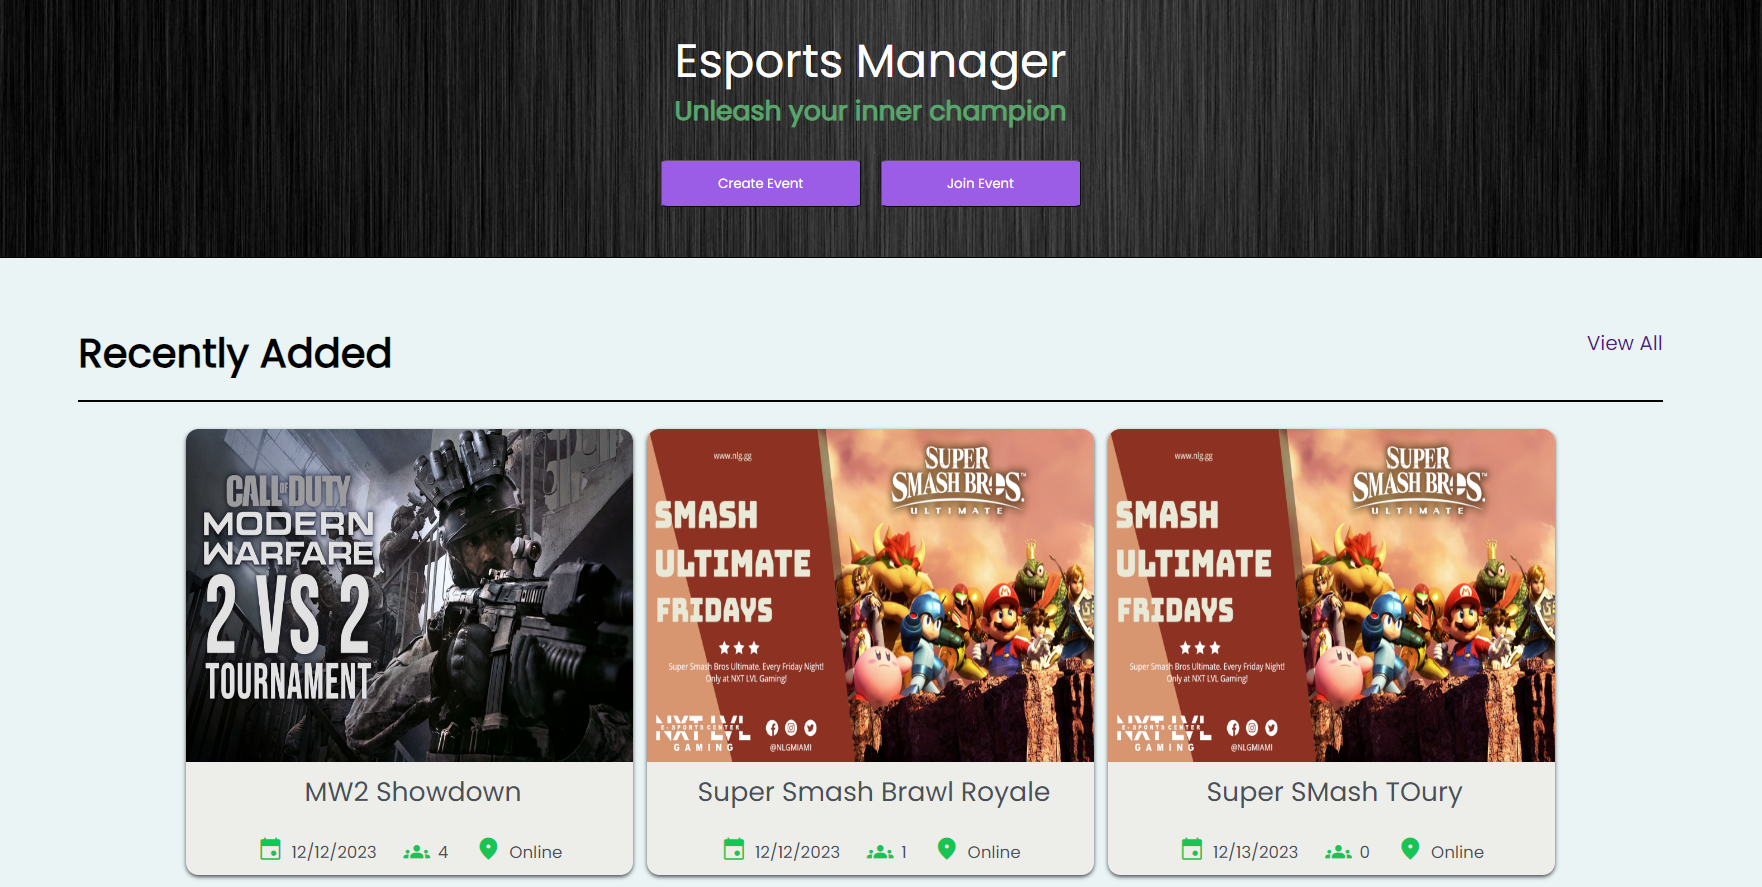 Esports Manager
Unleash your inner champion
Create Event
Join Event
Recently Added
View All
CALL OF DUTY
MODERN
WARFARE
2 VS 2
TOURNAMENT
MW2 Showdown
12/12/2023
4
Online
www.nlg.gg
SMASH
ULTIMATE
FRIDAYS
Super Smash Bros Ultimate. Every Friday Night!
Only at NXT LVL Gaming!
NXT LVL
E-SPORTS CENTER
GAMING
@NLGMIAMI
SUPER
SMASH BROS.™
ULTIMATE
Super Smash Brawl Royale
12/12/2023
1
Online
www.nlg.gg
SMASH
ULTIMATE
FRIDAYS
Super Smash Bros Ultimate. Every Friday Night!
Only at NXT LVL Gaming!
NXT LVL
E-SPORTS CENTER
GAMING
@NLGMIAMI
SUPER
SMASH BROS.™
ULTIMATE
Super SMash TOury
12/13/2023
0
Online